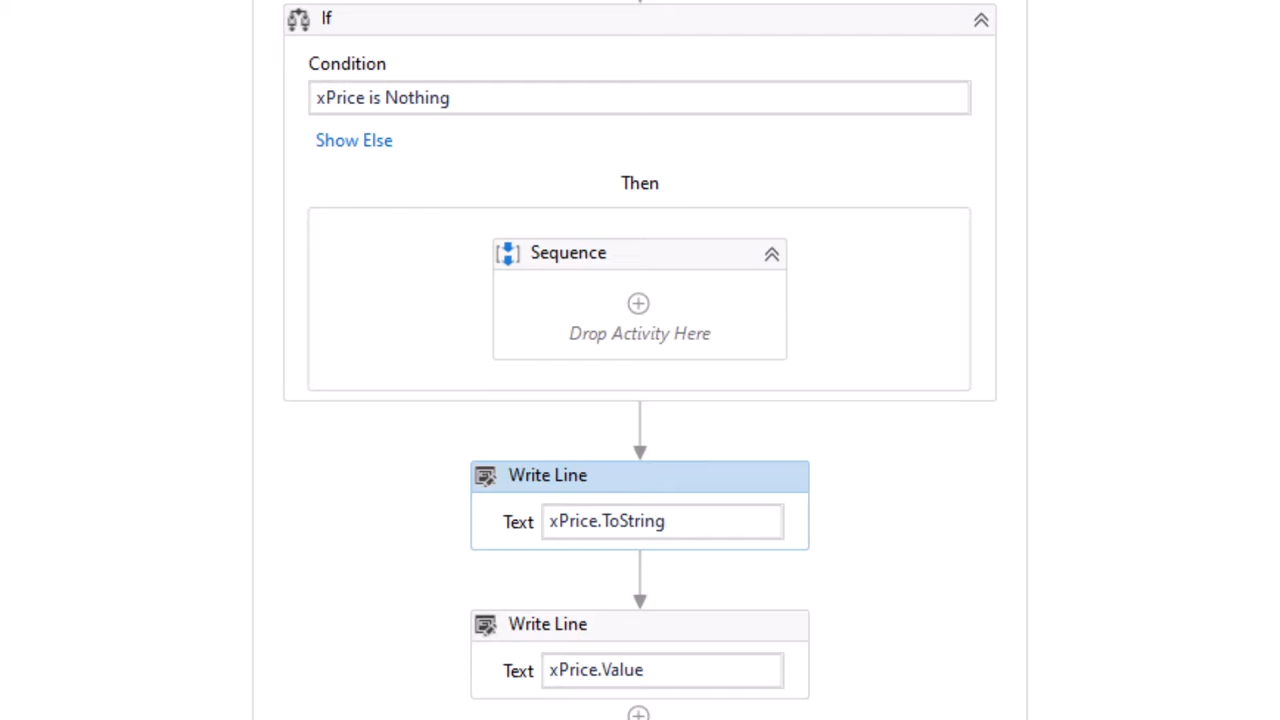 If
Condition
xPrice is Nothing
Show Else
Then
Sequence
Drop Activity Here
Write Line
Text xPrice.ToString
Write Line
Text xPrice.Value